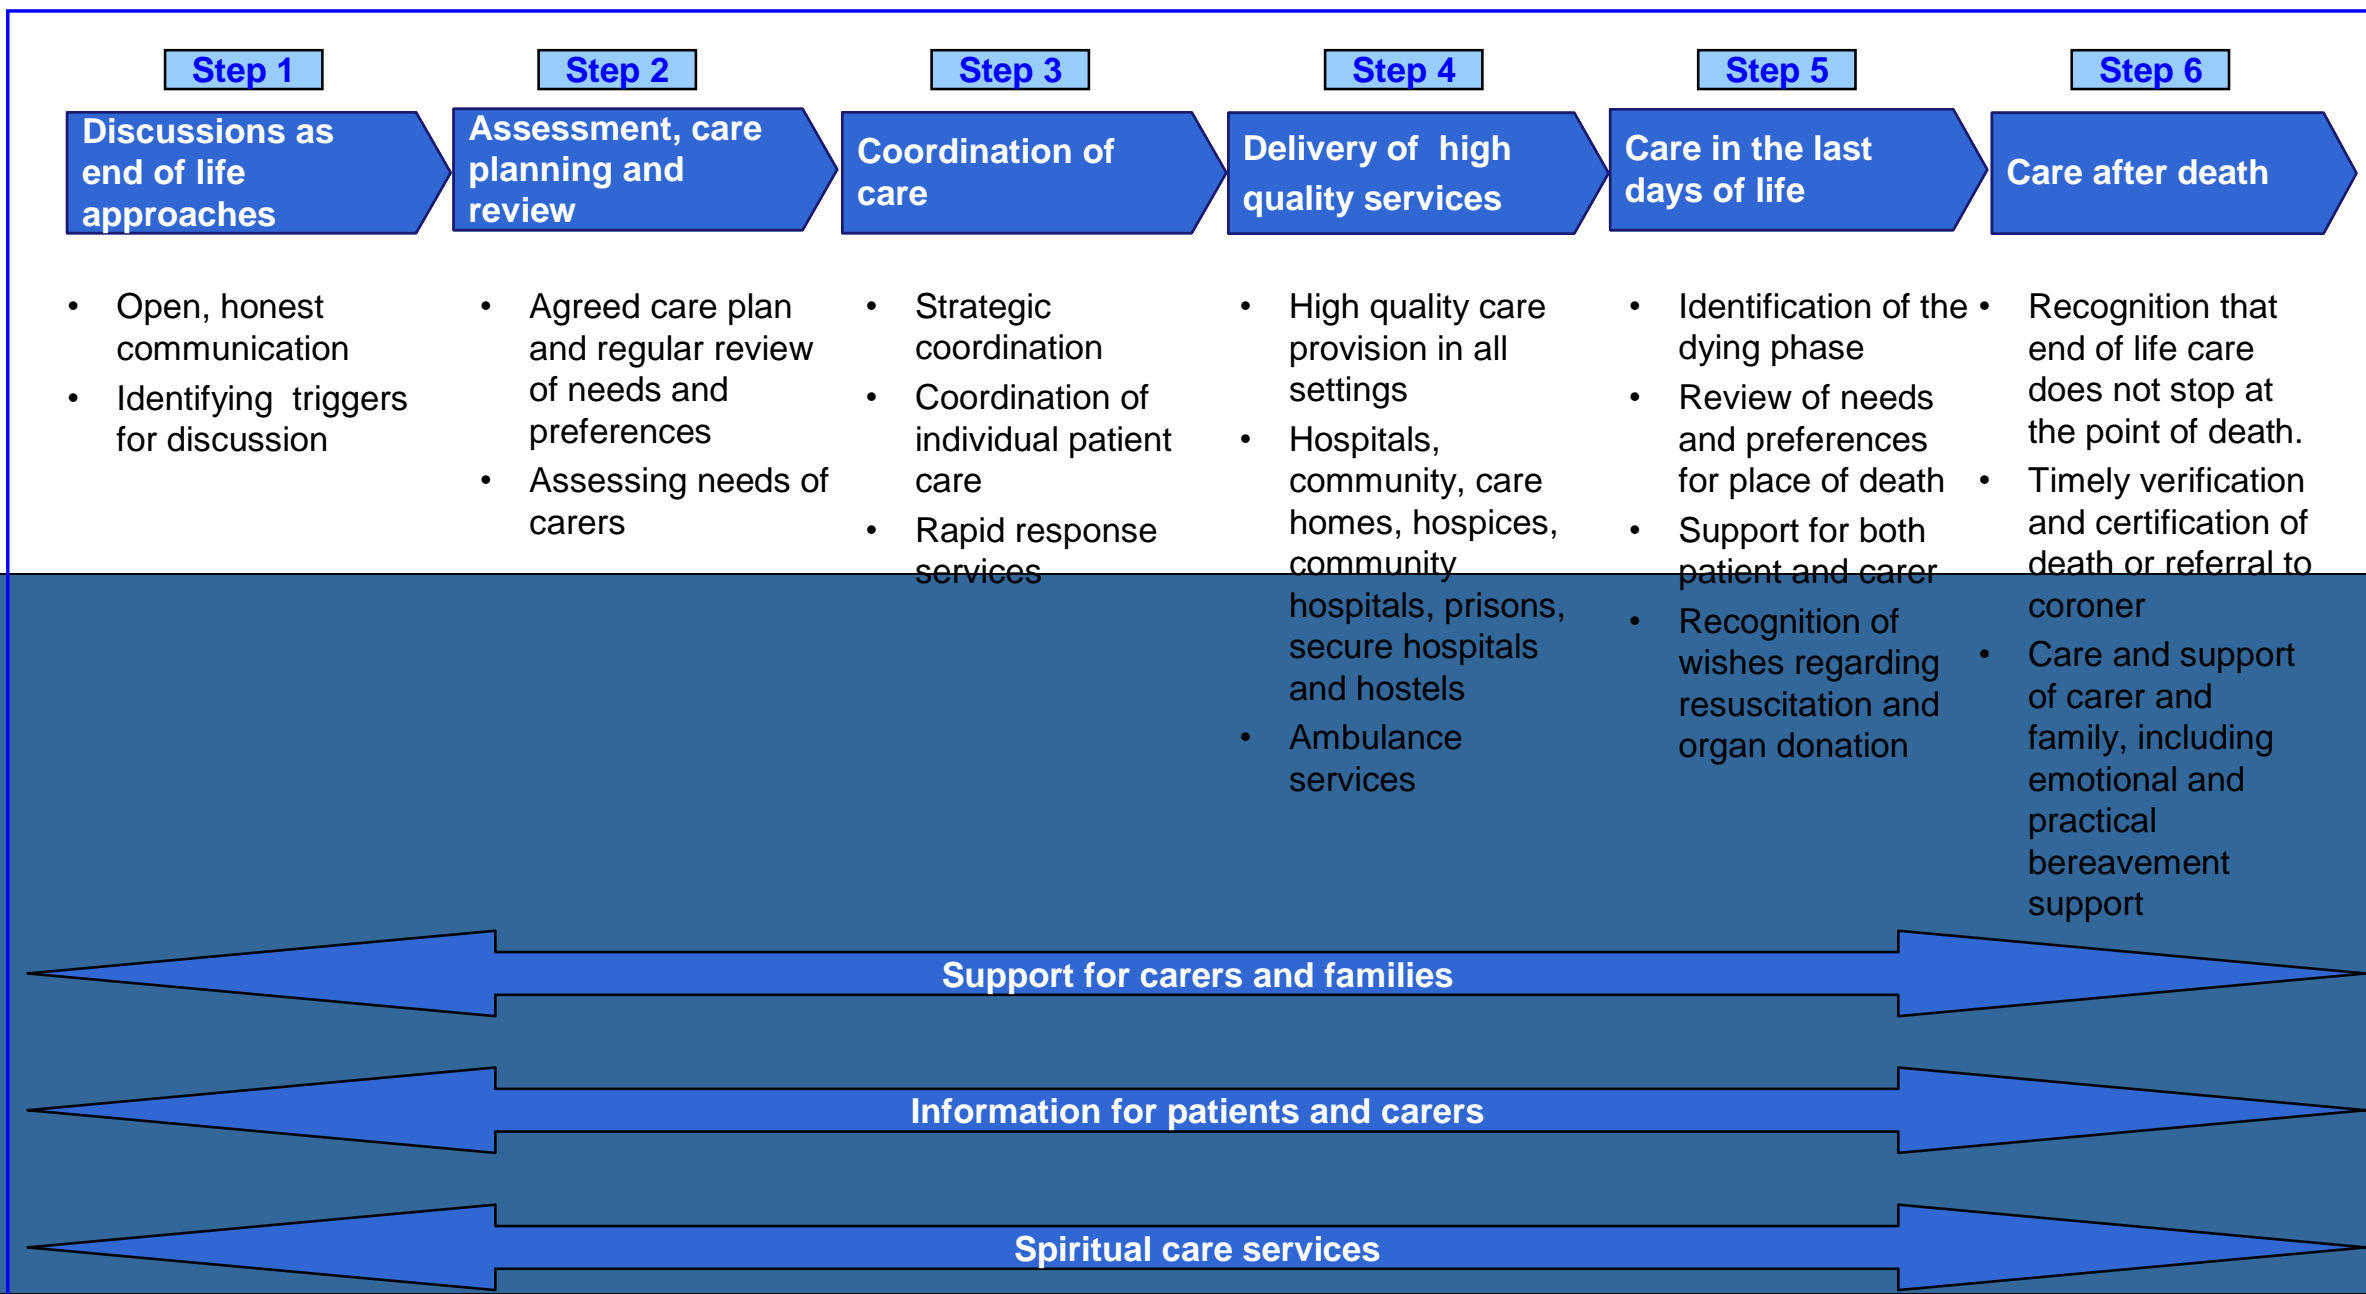 Step 1
Step 2
Step 3
Step 4
Step 5
Step 6
Discussions as
end of life
approaches
Assessment, care
planning and
review
Coordination of
care
Delivery of  high
quality services
Care in the last
days of life
Care after death
• Open, honest
communication
• Identifying  triggers
for discussion
• Agreed care plan
and regular review
of needs and
preferences
• Assessing needs of
carers
• Strategic
coordination
• Coordination of
individual patient
care
• Rapid response
services
• High quality care
provision in all
settings
• Hospitals,
community, care
homes, hospices,
community
hospitals, prisons,
secure hospitals
and hostels
• Ambulance
services
• Identification of the
dying phase
• Review of needs
and preferences
for place of death
• Support for both
patient and carer
• Recognition of
wishes regarding
resuscitation and
organ donation
• Recognition that
end of life care
does not stop at
the point of death.
• Timely verification
and certification of
death or referral to
coroner
• Care and support
of carer and
family, including
emotional and
practical
bereavement
support
Support for carers and families
Information for patients and carers
Spiritual care services